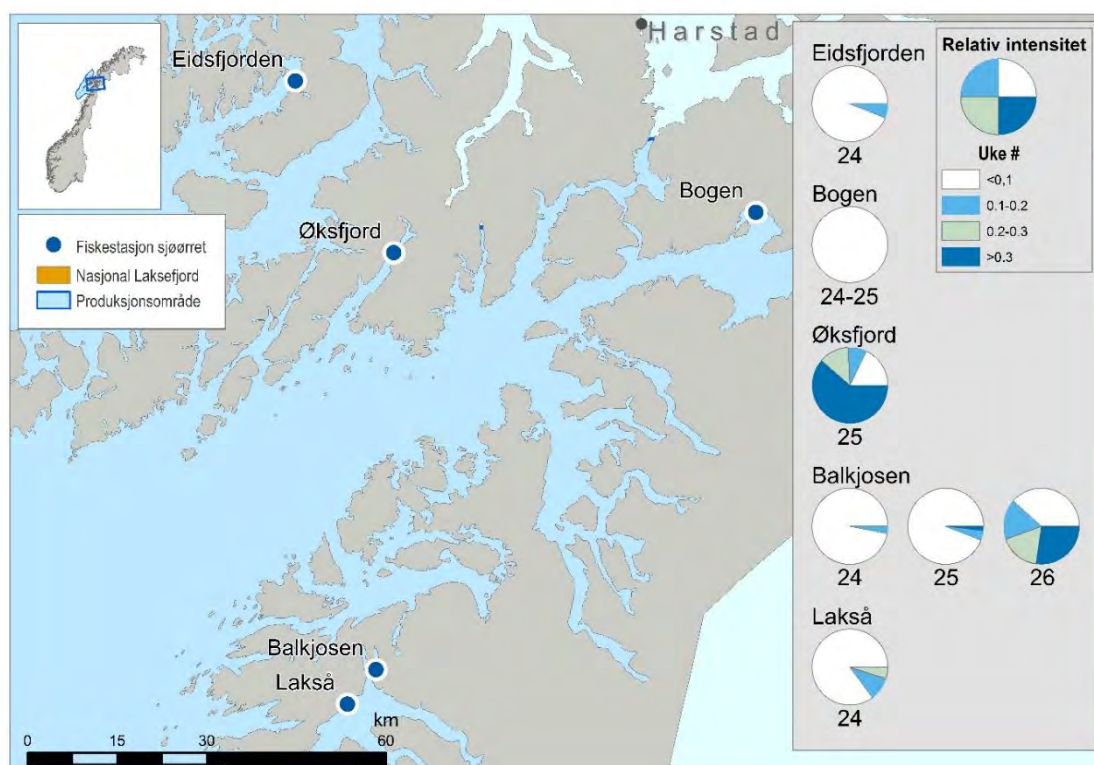 Harstad
Eidsfjorden
Bogen
Øksfjord
Balkjosen
Lakså
Fiskestasjon sjøørret
Nasjonal Laksefjord
Produksjonsområde
km
0 15 30 60
Eidsfjorden
24
Bogen
24-25
Øksfjord
25
Balkjosen
24 25 26
Lakså
24
Relativ intensitet
Uke #
<0,1
0.1-0.2
0.2-0.3
>0.3